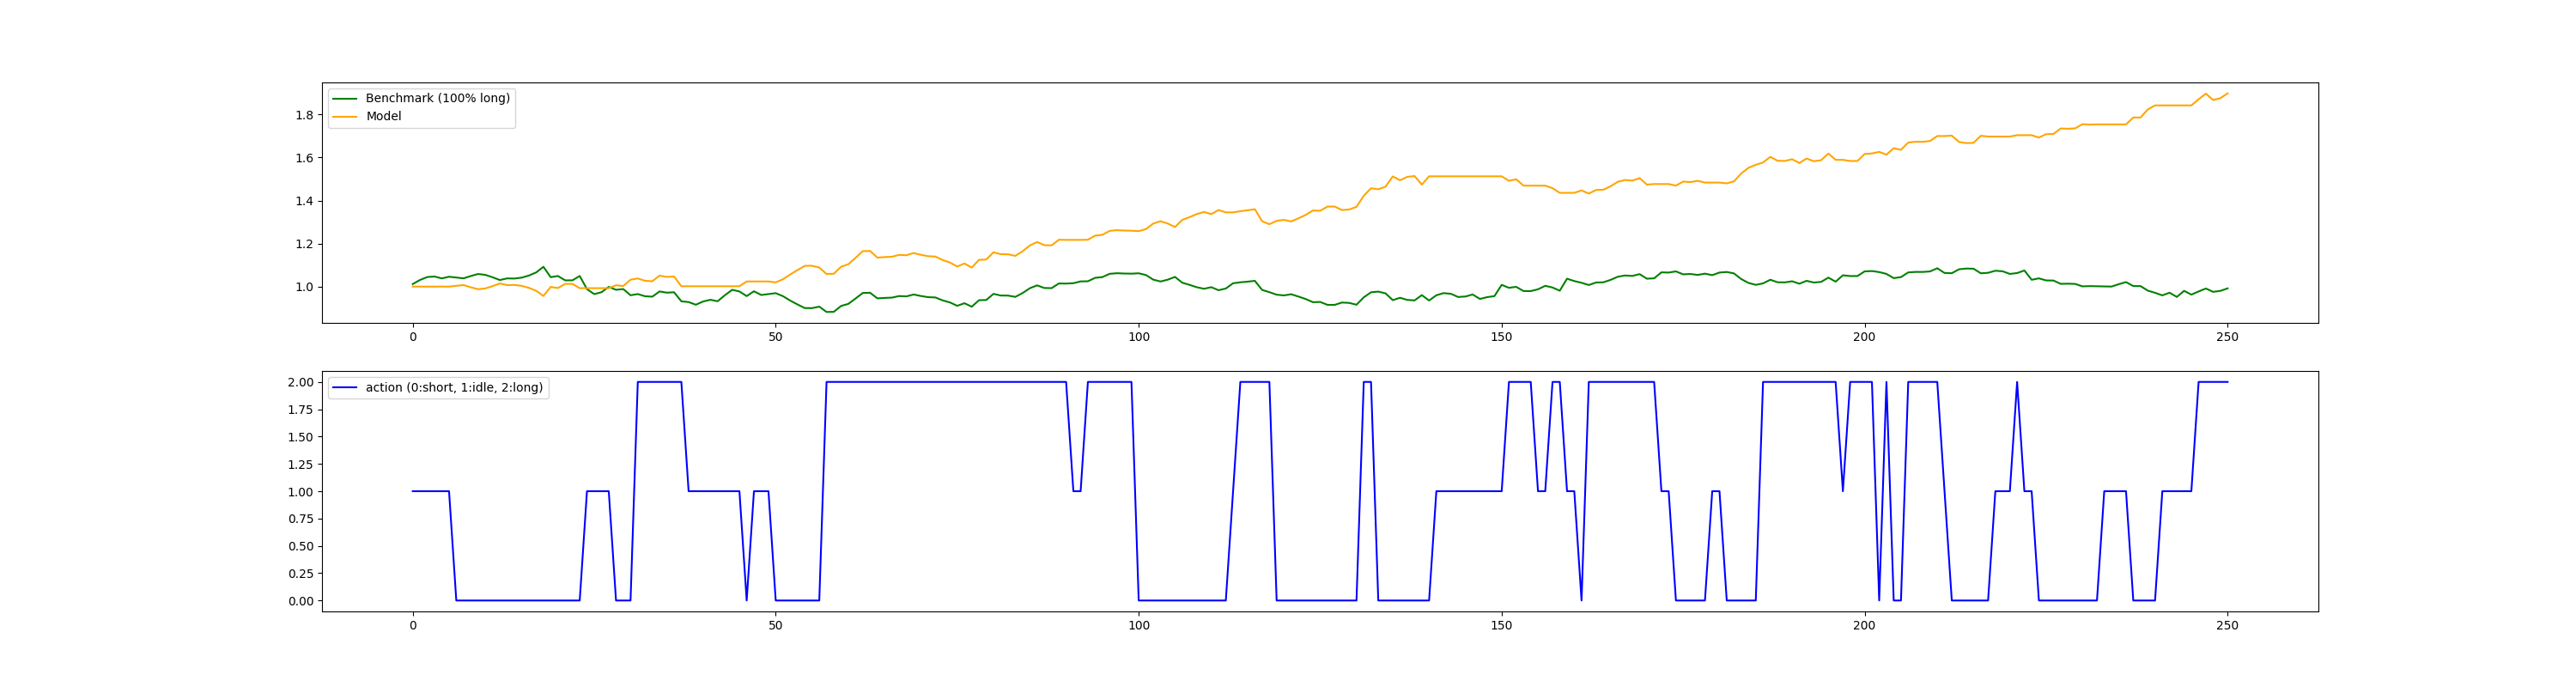 Benchmark (100% long)
Model
1.8
1.6
1.4
1.2
1.0
0 50 100 150 200 250
action (0:short, 1:idle, 2:long)
2.00
1.75
1.50
1.25
1.00
0.75
0.50
0.25
0.00
0 50 100 150 200 250